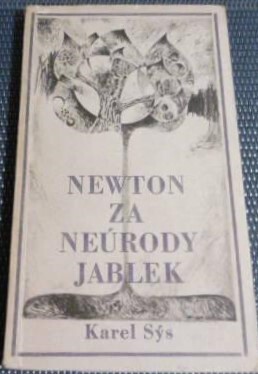 NEWTON
ZA
NEÚRODY
JABLEK
Karel Sýs